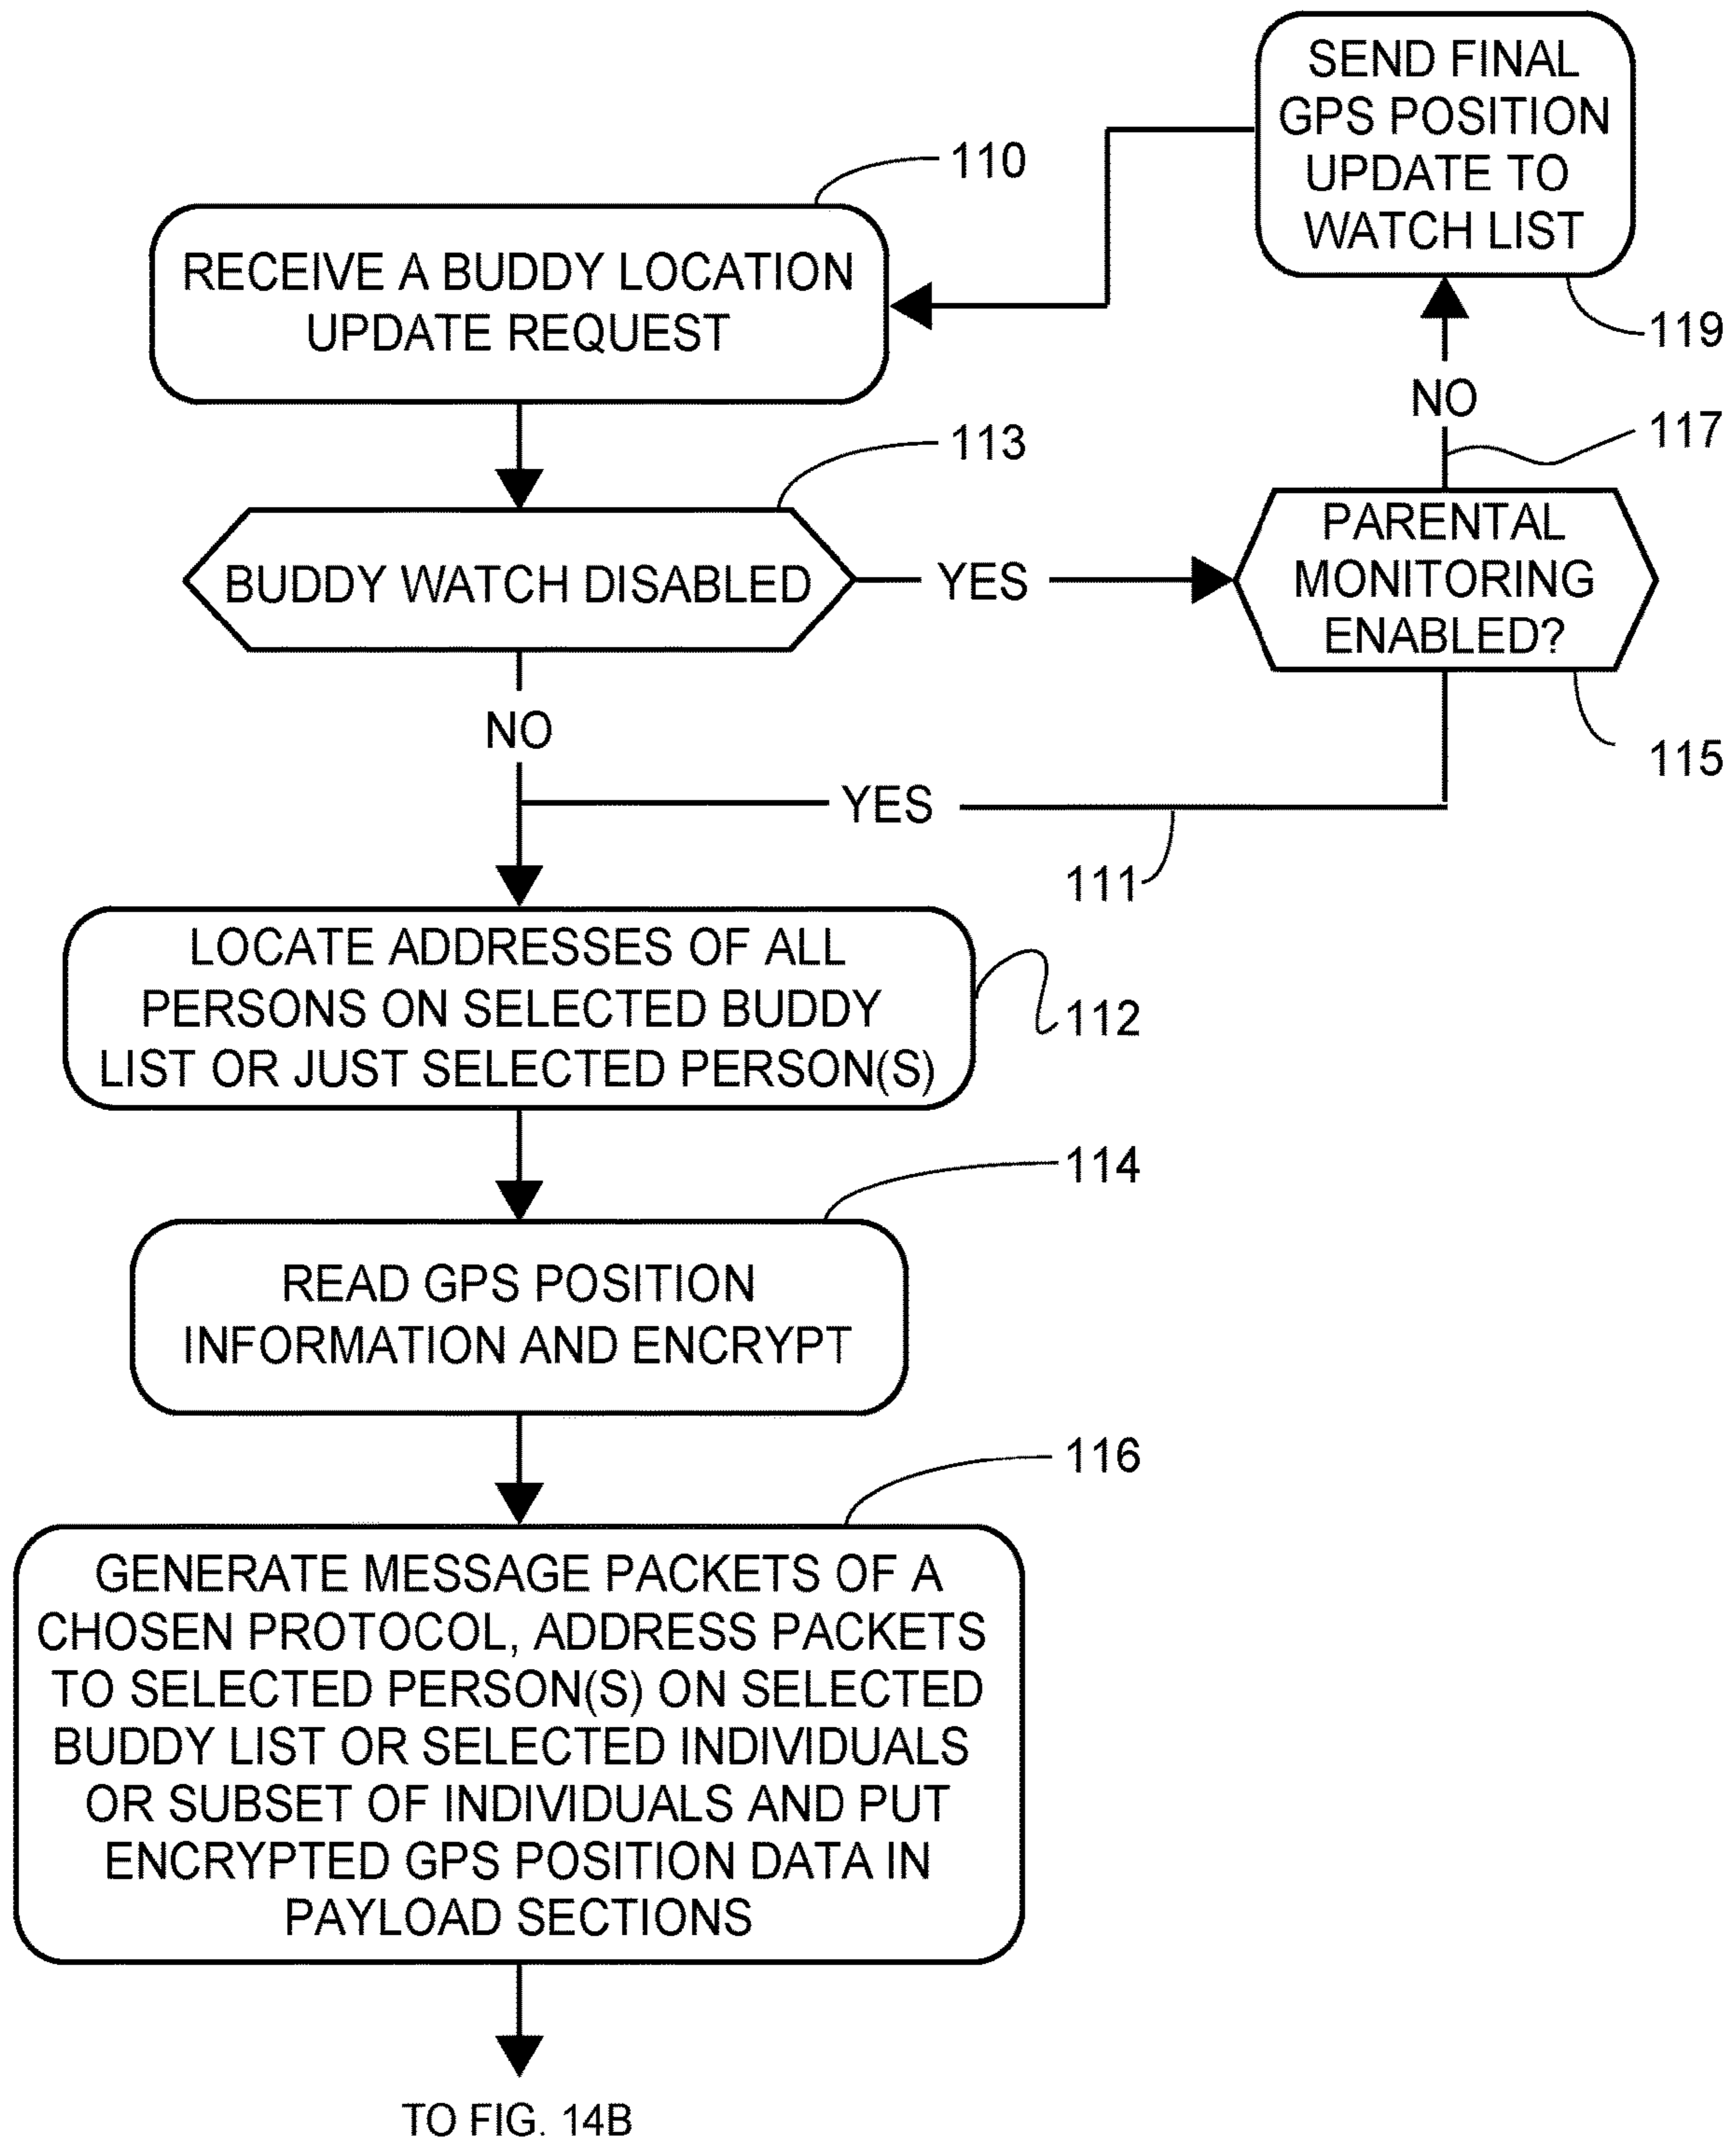 SEND FINAL
GPS POSITION
UPDATE TO
WATCH LIST
119
110
RECEIVE A BUDDY LOCATION
UPDATE REQUEST
NO
117
113
BUDDY WATCH DISABLED
YES
PARENTAL
MONITORING
ENABLED?
115
NO
YES
111
LOCATE ADDRESSES OF ALL
PERSONS ON SELECTED BUDDY
LIST OR JUST SELECTED PERSON(S)
112
114
READ GPS POSITION
INFORMATION AND ENCRYPT
116
GENERATE MESSAGE PACKETS OF A
CHOSEN PROTOCOL, ADDRESS PACKETS
TO SELECTED PERSON(S) ON SELECTED
BUDDY LIST OR SELECTED INDIVIDUALS
OR SUBSET OF INDIVIDUALS AND PUT
ENCRYPTED GPS POSITION DATA IN
PAYLOAD SECTIONS
TO FIG. 14B